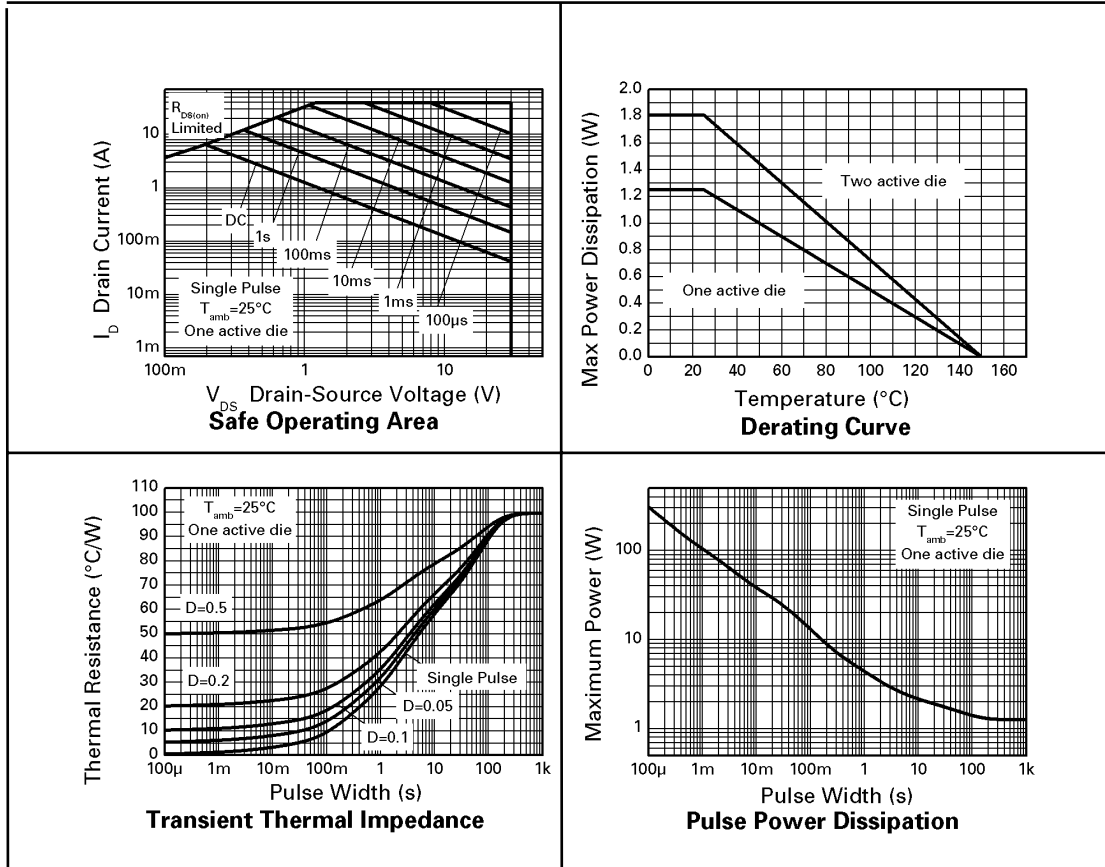 R_DS(on)
Limited
10
1
100m
10m
1m
I_D Drain Current (A)
DC
1s
100ms
10ms
1ms
100µs
Single Pulse
T_amb=25°C
One active die
100m
1
10
V_DS Drain-Source Voltage (V)
Safe Operating Area
2.0
1.8
1.6
1.4
1.2
1.0
0.8
0.6
0.4
0.2
0.0
Max Power Dissipation (W)
Two active die
One active die
0
20
40
60
80
100
120
140
160
Temperature (°C)
Derating Curve
110
100
90
80
70
60
50
40
30
20
10
0
Thermal Resistance (°C/W)
T_amb=25°C
One active die
D=0.5
D=0.2
Single Pulse
D=0.05
D=0.1
100µ
1m
10m
100m
1
10
100
1k
Pulse Width (s)
Transient Thermal Impedance
100
10
1
Maximum Power (W)
Single Pulse
T_amb=25°C
One active die
100µ
1m
10m
100m
1
10
100
1k
Pulse Width (s)
Pulse Power Dissipation